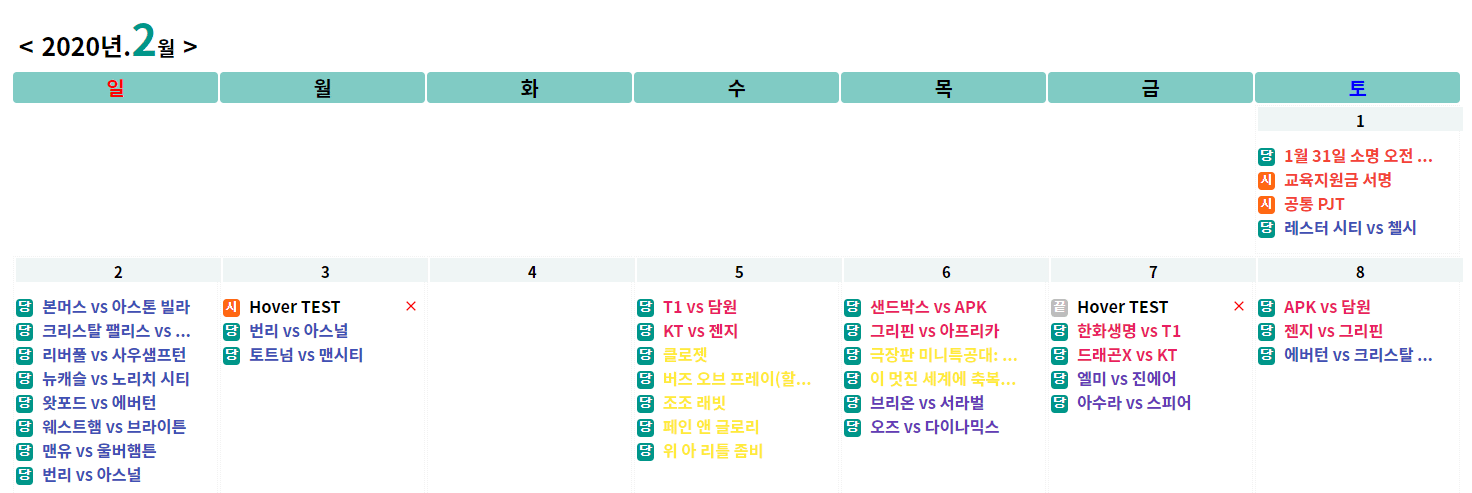 < 2020년.2월 >
일 월 화 수 목 금 토
1
당 1월 31일 소명 오전 ...
시 교육지원금 서명
시 공통 PJT
당 레스터 시티 vs 첼시
2 3 4 5 6 7 8
당 본머스 vs 아스톤 빌라
당 크리스탈 팰리스 vs ...
당 리버풀 vs 사우샘프턴
당 뉴캐슬 vs 노리치 시티
당 왓포드 vs 에버턴
당 웨스트햄 vs 브라이튼
당 맨유 vs 울버햄튼
당 번리 vs 아스널
시 Hover TEST ×
당 번리 vs 아스널
당 토트넘 vs 맨시티
당 T1 vs 담원
당 KT vs 젠지
당 클로젯
당 버즈 오브 프레이(할...
당 조조 래빗
당 페인 앤 글로리
당 위 아 리틀 좀비
당 샌드박스 vs APK
당 그리핀 vs 아프리카
당 극장판 미니특공대: ...
당 이 멋진 세계에 축복...
당 브리온 vs 서라벌
당 오즈 vs 다이나믹스
끝 Hover TEST ×
당 한화생명 vs T1
당 드래곤X vs KT
당 엘미 vs 진에어
당 아수라 vs 스피어
당 APK vs 담원
당 젠지 vs 그리핀
당 에버턴 vs 크리스탈 ...